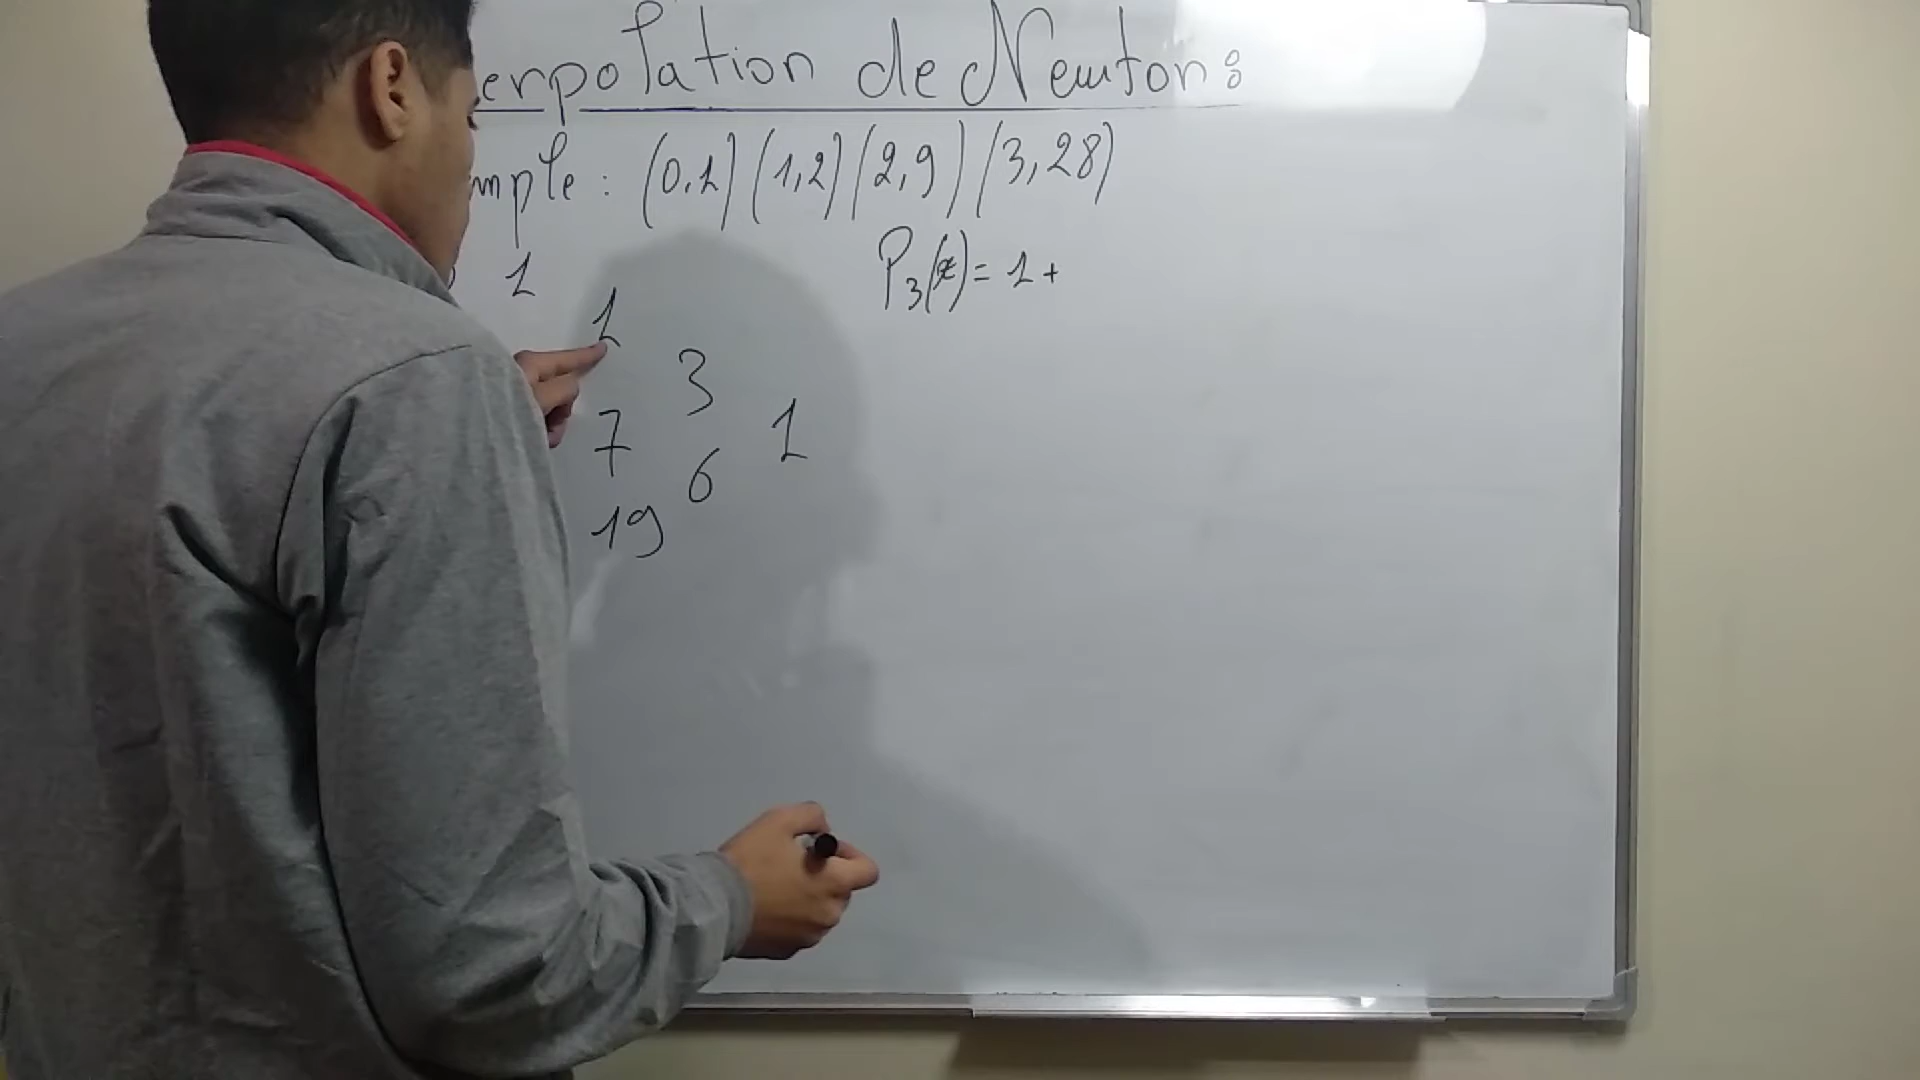 erpolation de Newton:
mple : (0,1) (1,2) (2,9) (3,28)
P3(x) = 1 +
1
1
3
7
1
6
19